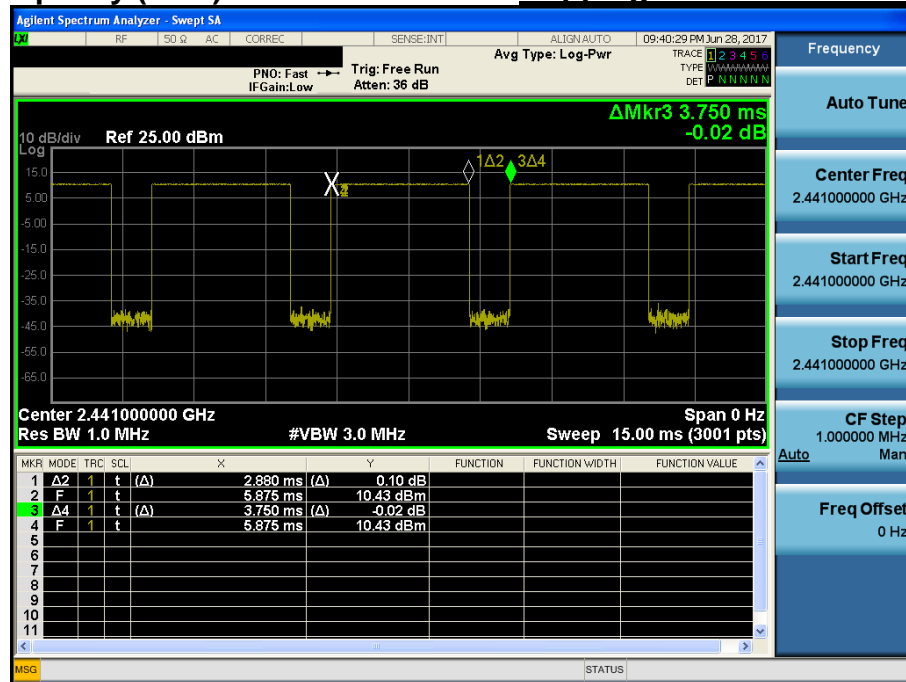 Agilent Spectrum Analyzer - Swept SA
LXI RF 50 Ω AC CORREC SENSE:INT ALIGN AUTO 09:40:29 PM Jun 28, 2017
Avg Type: Log-Pwr TRACE 1 2 3 4 5 6
PNO: Fast Trig: Free Run TYPE WWWWWW
IFGain:Low Atten: 36 dB DET P N N N N N
ΔMkr3 3.750 ms
-0.02 dB
10 dB/div Ref 25.00 dBm
Log
1Δ2 3Δ4
15.0
5.00
-5.00
-15.0
-25.0
-35.0
-45.0
-55.0
-65.0
Center 2.441000000 GHz Span 0 Hz
Res BW 1.0 MHz #VBW 3.0 MHz Sweep 15.00 ms (3001 pts)
MKR MODE TRC SCL X Y FUNCTION FUNCTION WIDTH FUNCTION VALUE
1 Δ2 1 t (Δ) 2.880 ms (Δ) 0.10 dB
2 F 1 t 5.875 ms 10.43 dBm
3 Δ4 1 t (Δ) 3.750 ms (Δ) -0.02 dB
4 F 1 t 5.875 ms 10.43 dBm
5
6
7
8
9
10
11
MSG STATUS
Frequency
Auto Tune
Center Freq
2.441000000 GHz
Start Freq
2.441000000 GHz
Stop Freq
2.441000000 GHz
CF Step
1.000000 MHz
Auto Man
Freq Offset
0 Hz